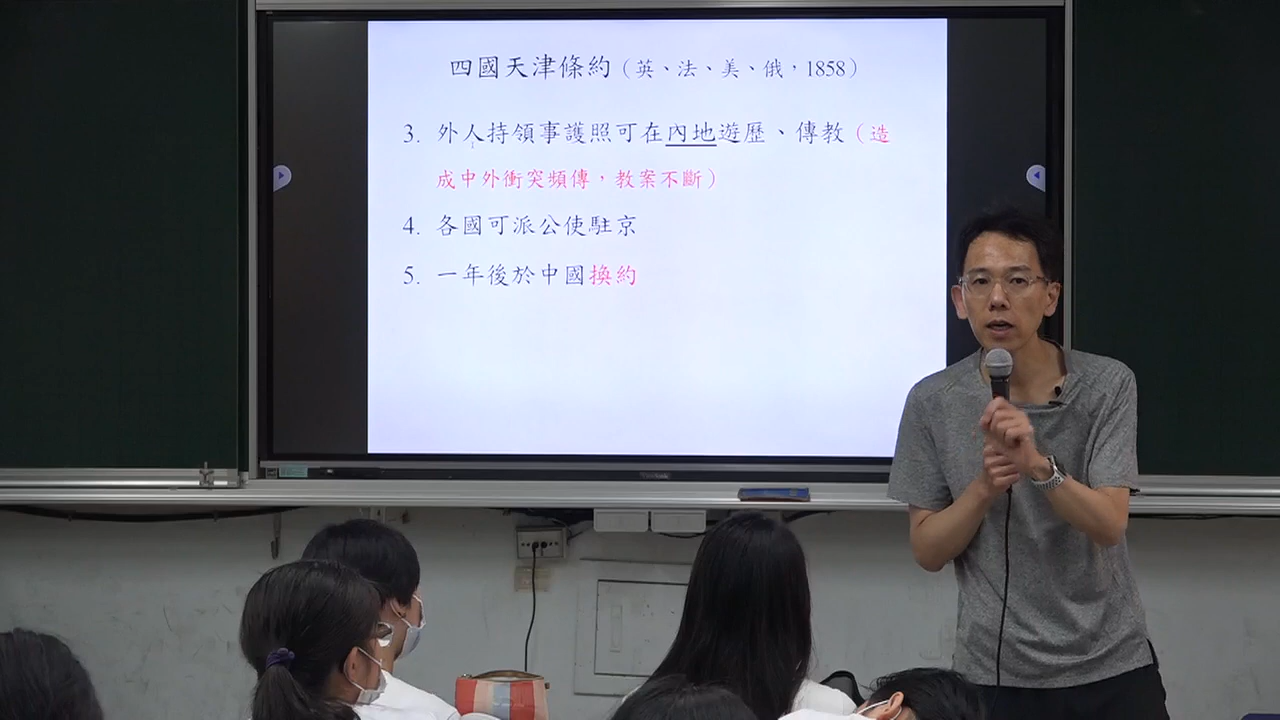 四國天津條約（英、法、美、俄，1858）
3. 外人持領事護照可在內地遊歷、傳教（造
成中外衝突頻傳，教案不斷）
4. 各國可派公使駐京
5. 一年後於中國換約